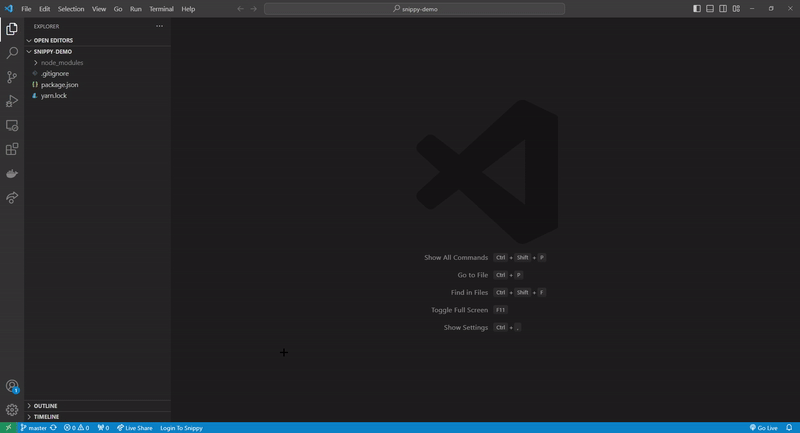 File Edit Selection View Go Run Terminal Help
snippy-demo
EXPLORER
OPEN EDITORS
SNIPPY-DEMO
node_modules
.gitignore
package.json
yarn.lock
Show All Commands Ctrl + Shift + P
Go to File Ctrl + P
Find in Files Ctrl + Shift + F
Toggle Full Screen F11
Show Settings Ctrl + ,
1
OUTLINE
TIMELINE
master 0 0 0 Live Share Login To Snippy Go Live